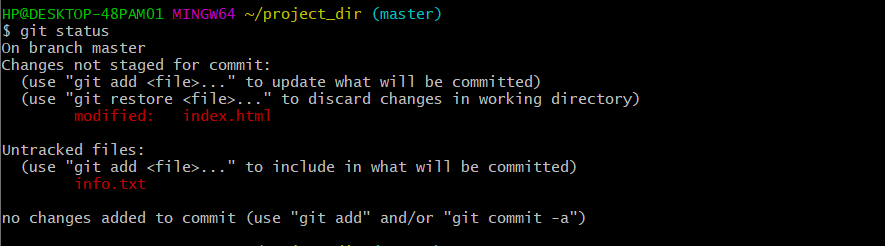 HP@DESKTOP-48PAMO1 MINGW64 ~/project_dir (master)
$ git status
On branch master
Changes not staged for commit:
  (use "git add <file>..." to update what will be committed)
  (use "git restore <file>..." to discard changes in working directory)
        modified:   index.html

Untracked files:
  (use "git add <file>..." to include in what will be committed)
        info.txt

no changes added to commit (use "git add" and/or "git commit -a")